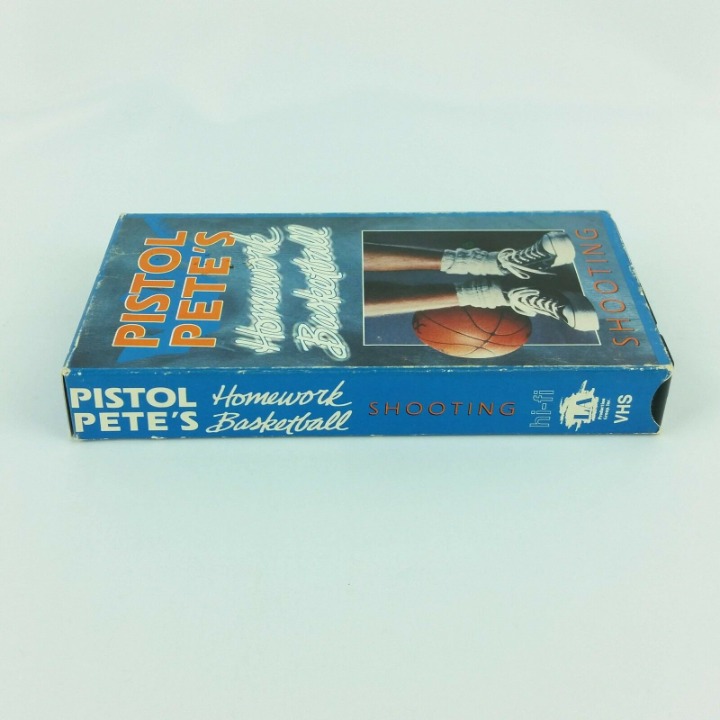 PISTOL
PETE'S
Homework
Basketball
SHOOTING
PISTOL
PETE'S
Homework
Basketball
SHOOTING
hi-fi
VHS